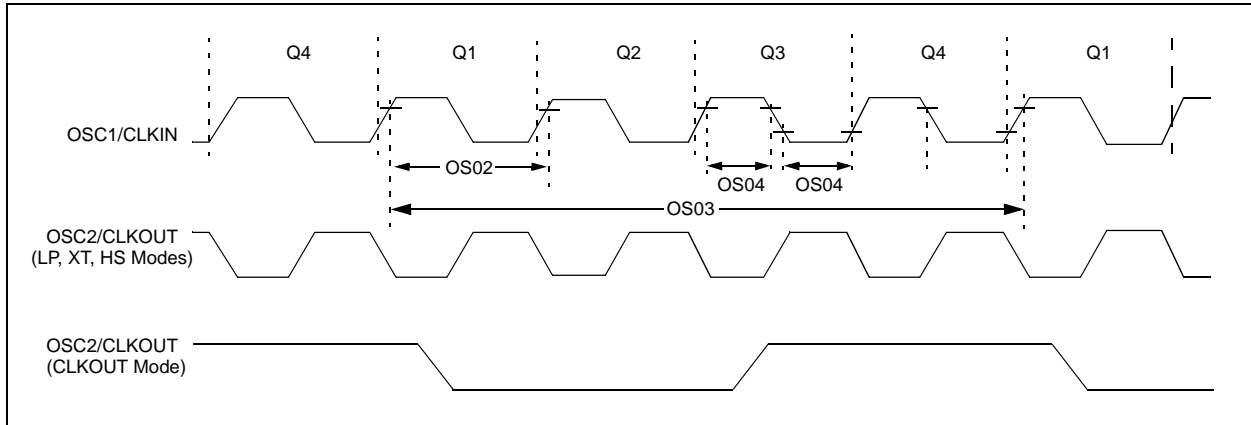 Q4 Q1 Q2 Q3 Q4 Q1
OSC1/CLKIN
OS02
OS04 OS04
OS03
OSC2/CLKOUT
(LP, XT, HS Modes)
OSC2/CLKOUT
(CLKOUT Mode)